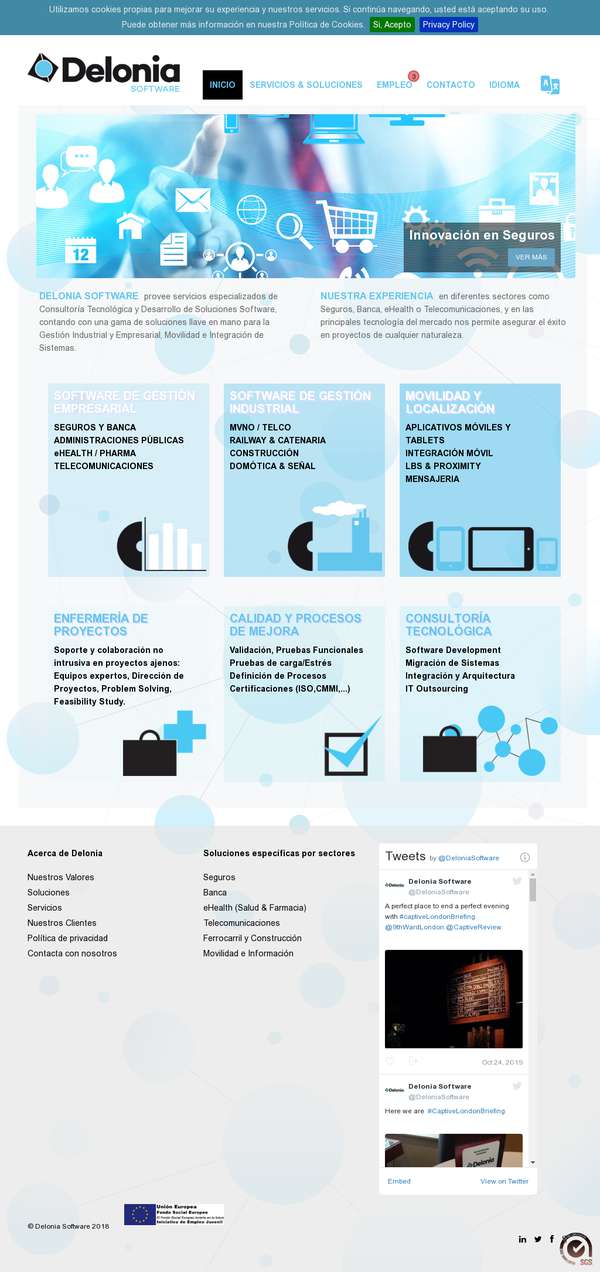 Utilizamos cookies propias para mejorar su experiencia y nuestros servicios. Si continúa navegando, usted está aceptando su uso.
Puede obtener más información en nuestra Política de Cookies. Si, Acepto Privacy Policy
Delonia
SOFTWARE
INICIO SERVICIOS & SOLUCIONES EMPLEO 3 CONTACTO IDIOMA
12
Innovación en Seguros
VER MÁS
DELONIA SOFTWARE provee servicios especializados de
Consultoría Tecnológica y Desarrollo de Soluciones Software,
contando con una gama de soluciones llave en mano para la
Gestión Industrial y Empresarial, Movilidad e Integración de
Sistemas.
NUESTRA EXPERIENCIA en diferentes sectores como
Seguros, Banca, eHealth o Telecomunicaciones, y en las
principales tecnología del mercado nos permite asegurar el éxito
en proyectos de cualquier naturaleza.
SOFTWARE DE GESTIÓN
EMPRESARIAL
SEGUROS Y BANCA
ADMINISTRACIONES PÚBLICAS
eHEALTH / PHARMA
TELECOMUNICACIONES
SOFTWARE DE GESTIÓN
INDUSTRIAL
MVNO / TELCO
RAILWAY & CATENARIA
CONSTRUCCIÓN
DOMÓTICA & SEÑAL
MOVILIDAD Y
LOCALIZACIÓN
APLICATIVOS MÓVILES Y
TABLETS
INTEGRACIÓN MÓVIL
LBS & PROXIMITY
MENSAJERIA
ENFERMERÍA DE
PROYECTOS
Soporte y colaboración no
intrusiva en proyectos ajenos:
Equipos expertos, Dirección de
Proyectos, Problem Solving,
Feasibility Study.
CALIDAD Y PROCESOS
DE MEJORA
Validación, Pruebas Funcionales
Pruebas de carga/Estrés
Definición de Procesos
Certificaciones (ISO,CMMI,...)
CONSULTORÍA
TECNOLÓGICA
Software Development
Migración de Sistemas
Integración y Arquitectura
IT Outsourcing
Acerca de Delonia
Nuestros Valores
Soluciones
Servicios
Nuestros Clientes
Política de privacidad
Contacta con nosotros
Soluciones específicas por sectores
Seguros
Banca
eHealth (Salud & Farmacia)
Telecomunicaciones
Ferrocarril y Construcción
Movilidad e Información
Tweets by @DeloniaSoftware
Delonia Software
@DeloniaSoftware
A perfect place to end a perfect evening
with #captiveLondonBriefing
@9thWardLondon @CaptiveReview
Oct 24, 2015
Delonia Software
@DeloniaSoftware
Here we are #CaptiveLondonBriefing
Embed View on Twitter
© Delonia Software 2018
Unión Europea
Fondo Social Europeo
Iniciativa de Empleo Juvenil
SGS